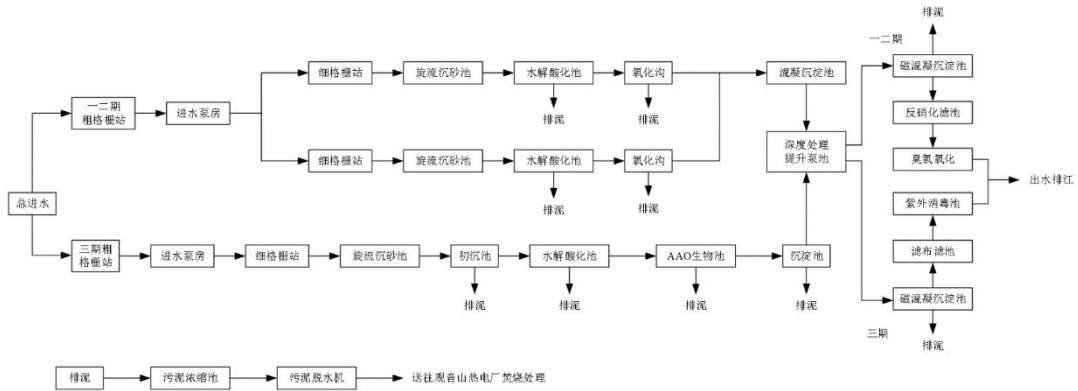 排泥
一二期
细格栅站
旋流沉砂池
水解酸化池
氧化沟
混凝沉淀池
磁混凝沉淀池
一二期
粗格栅站
进水泵房
排泥
排泥
反硝化滤池
深度处理
提升泵池
细格栅站
旋流沉砂池
水解酸化池
氧化沟
臭氧氧化
出水排江
总进水
排泥
排泥
紫外消毒池
三期粗
格栅站
进水泵房
细格栅站
旋流沉砂池
初沉池
水解酸化池
AAO生物池
沉淀池
滤布滤池
排泥
排泥
排泥
排泥
磁混凝沉淀池
三期
排泥
排泥
污泥浓缩池
污泥脱水机
送往观音山热电厂焚烧处理